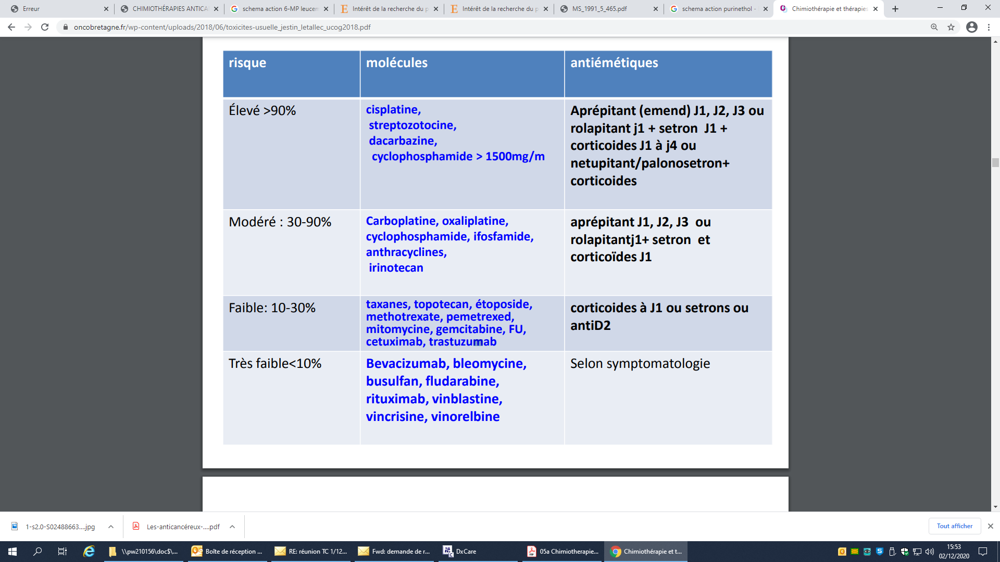 Erreur
CHIMIOTHÉRAPIES ANTICA
schema action 6-MP leucem
Intérêt de la recherche du p
Intérêt de la recherche du p
MS_1991_5_465.pdf
schema action purinethol -
Chimiothérapie et thérapies
oncobretagne.fr/wp-content/uploads/2018/06/toxicites-usuelle_jestin_letallec_ucog2018.pdf
risque
molécules
antiémétiques
Élevé >90%
cisplatine,
streptozotocine,
dacarbazine,
cyclophosphamide > 1500mg/m
Aprépitant (emend) J1, J2, J3 ou
rolapitant j1 + setron J1 +
corticoides J1 à j4 ou
netupitant/palonosetron+
corticoides
Modéré : 30-90%
Carboplatine, oxaliplatine,
cyclophosphamide, ifosfamide,
anthracyclines,
irinotecan
aprépitant J1, J2, J3 ou
rolapitantj1+ setron et
corticoïdes J1
Faible: 10-30%
taxanes, topotecan, étoposide,
methotrexate, pemetrexed,
mitomycine, gemcitabine, FU,
cetuximab, trastuzumab
corticoides à J1 ou setrons ou
antiD2
Très faible<10%
Bevacizumab, bleomycine,
busulfan, fludarabine,
rituximab, vinblastine,
vincrisine, vinorelbine
Selon symptomatologie
1-s2.0-S02488663....jpg
Les-anticancéreux-....pdf
Tout afficher
\\pw210156\doc$\...
Boîte de réception ...
RE: réunion TC 1/12...
Fwd: demande de r...
DxCare
05a Chimiotherapie...
Chimiothérapie et t...
15:53
02/12/2020